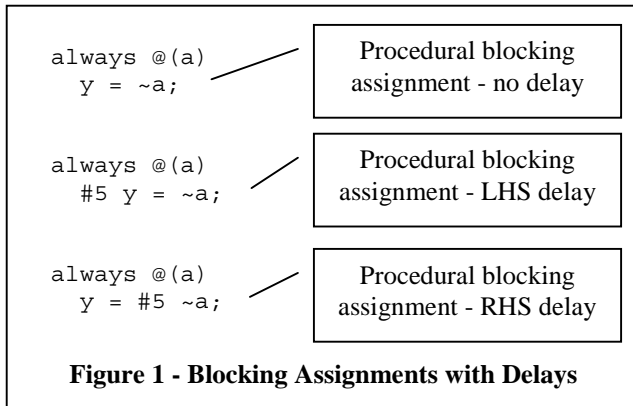 always @(a)
y = ~a;
Procedural blocking
assignment - no delay
always @(a)
#5 y = ~a;
Procedural blocking
assignment - LHS delay
always @(a)
y = #5 ~a;
Procedural blocking
assignment - RHS delay
Figure 1 - Blocking Assignments with Delays